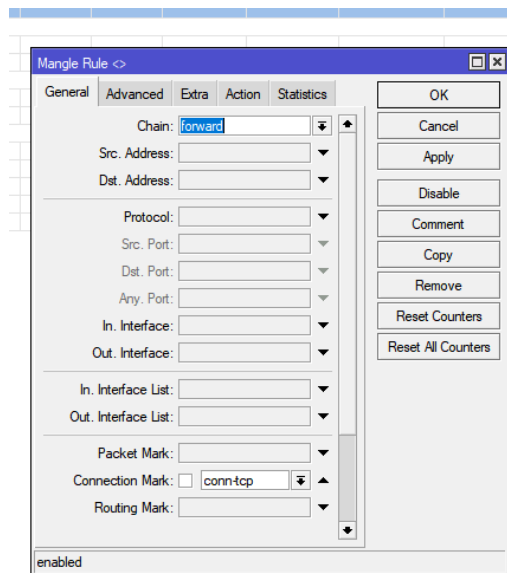 Mangle Rule <>
General Advanced Extra Action Statistics
Chain: forward
Src. Address:
Dst. Address:
Protocol:
Src. Port:
Dst. Port:
Any. Port:
In. Interface:
Out. Interface:
In. Interface List:
Out. Interface List:
Packet Mark:
Connection Mark: conn-tcp
Routing Mark:
OK
Cancel
Apply
Disable
Comment
Copy
Remove
Reset Counters
Reset All Counters
enabled